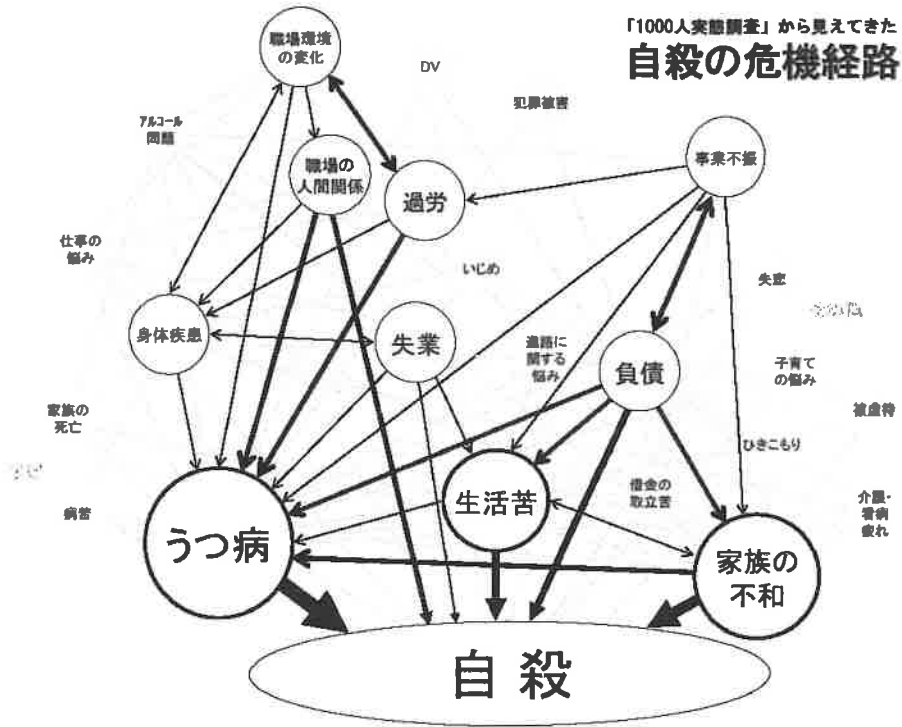 「1000人実態調査」から見えてきた
自殺の危機経路
職場環境
の変化
DV
犯罪被害
アルコール
問題
職場の
人間関係
過労
事業不振
仕事の
悩み
いじめ
失恋
身体疾患
失業
進路に
関する
悩み
負債
子育て
の悩み
家族の
死亡
被虐待
ひきこもり
病苦
うつ病
生活苦
借金の
取立苦
介護・
看病
疲れ
家族の
不和
自殺